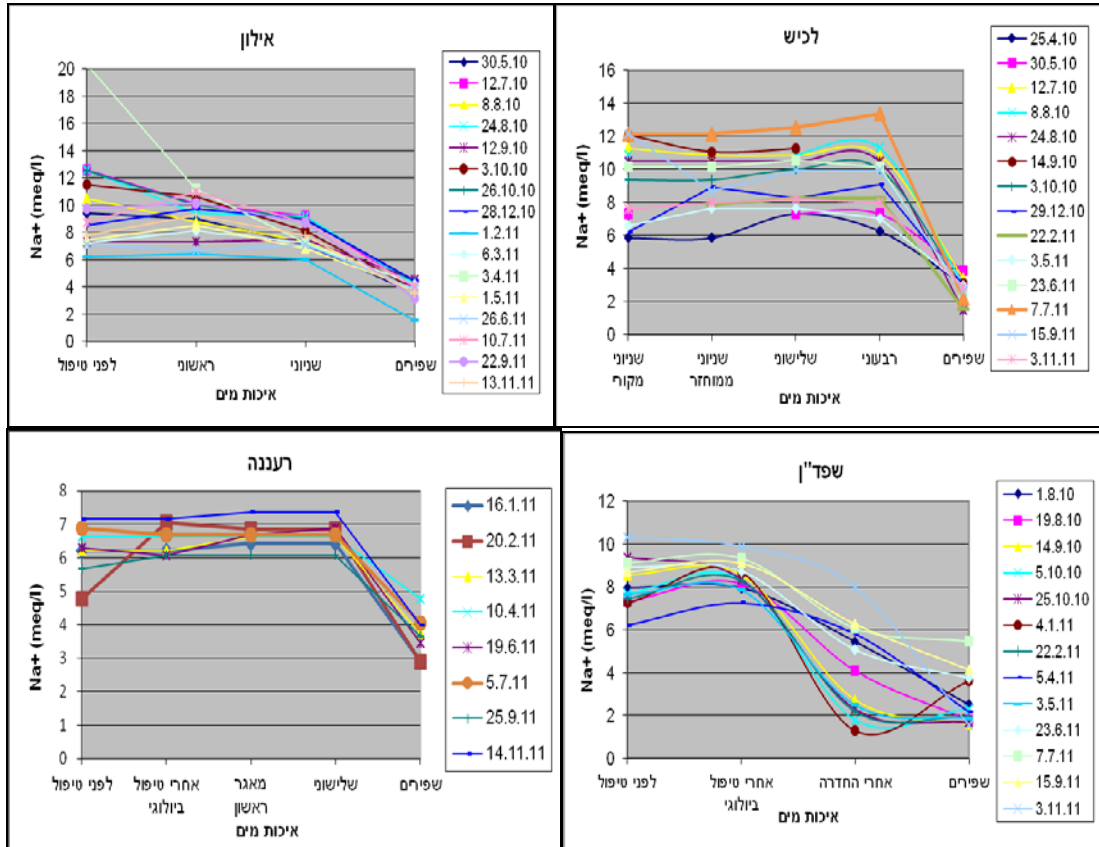 אילון
Na+ (meq/l)
20
18
16
14
12
10
8
6
4
2
0
לפני טיפול
ראשוני
שניוני
שפירים
איכות מים
30.5.10
12.7.10
8.8.10
24.8.10
12.9.10
3.10.10
26.10.10
28.12.10
1.2.11
6.3.11
3.4.11
1.5.11
26.6.11
10.7.11
22.9.11
13.11.11
לכיש
Na+ (meq/l)
16
14
12
10
8
6
4
2
0
שניוני מקורי
שניוני ממוחזר
שלישוני
רבעוני
שפירים
איכות מים
25.4.10
30.5.10
12.7.10
8.8.10
24.8.10
14.9.10
3.10.10
29.12.10
22.2.11
3.5.11
23.6.11
7.7.11
15.9.11
3.11.11
רעננה
Na+ (meq/l)
8
7
6
5
4
3
2
1
0
לפני טיפול
אחרי טיפול ביולוגי
מאגר ראשון
שלישוני
שפירים
איכות מים
16.1.11
20.2.11
13.3.11
10.4.11
19.6.11
5.7.11
25.9.11
14.11.11
שפד"ן
Na+ (meq/l)
12
10
8
6
4
2
0
לפני טיפול
אחרי טיפול ביולוגי
אחרי החדרה
שפירים
איכות מים
1.8.10
19.8.10
14.9.10
5.10.10
25.10.10
4.1.11
22.2.11
5.4.11
3.5.11
23.6.11
7.7.11
15.9.11
3.11.11